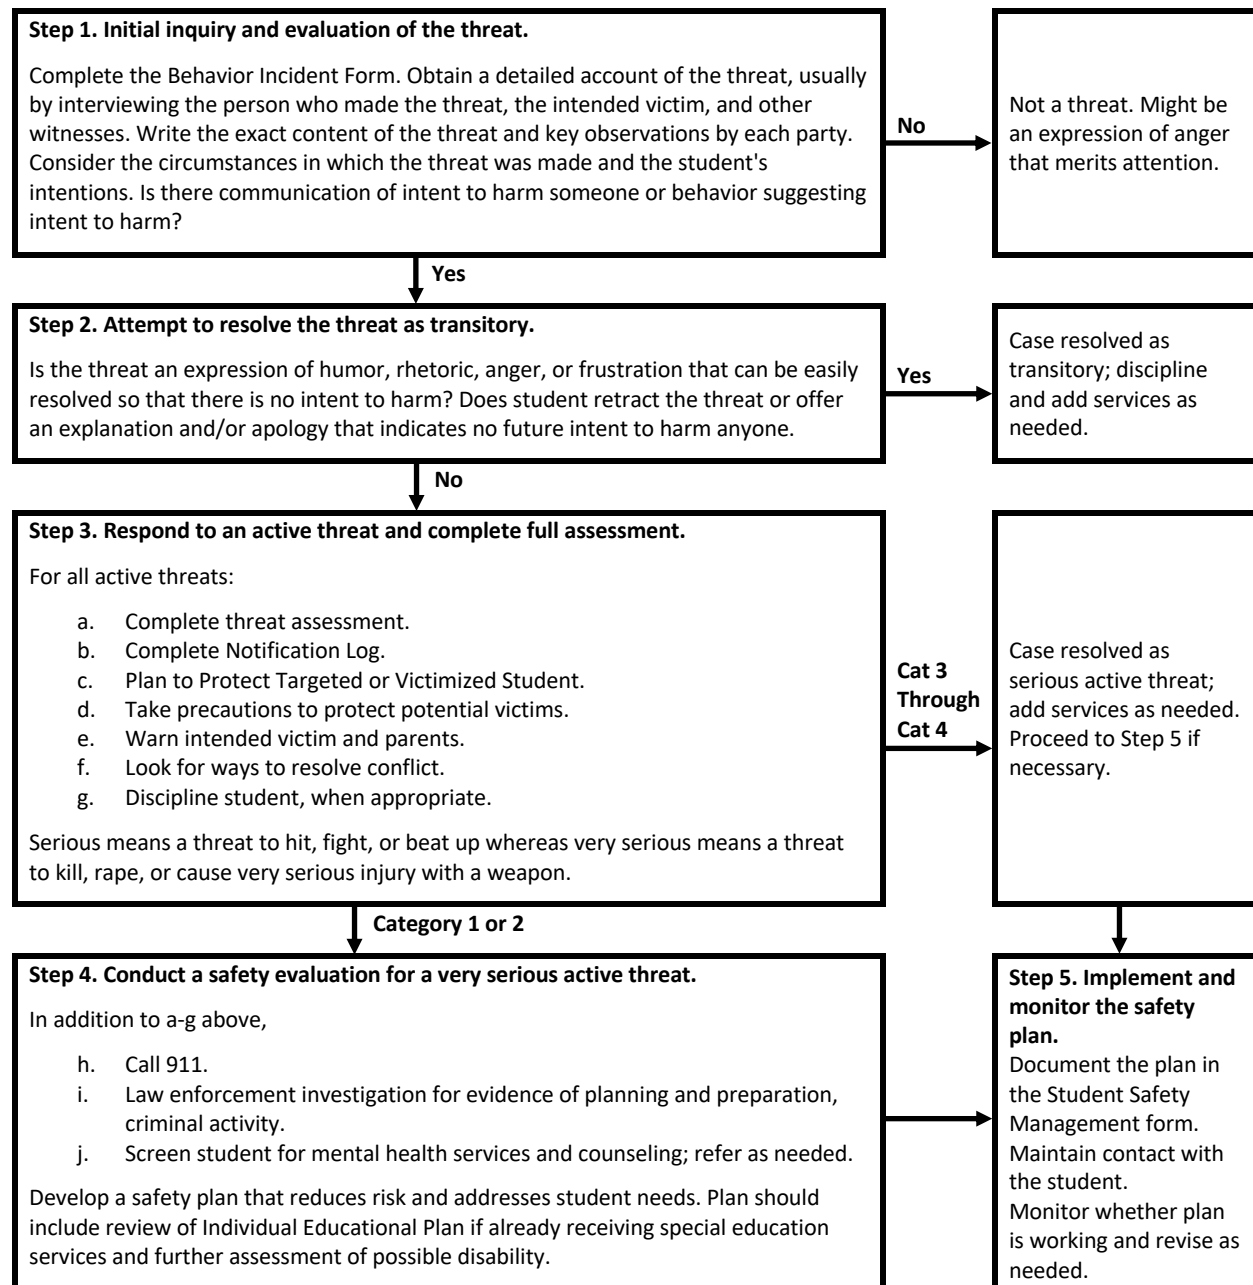 Step 1. Initial inquiry and evaluation of the threat.
Complete the Behavior Incident Form. Obtain a detailed account of the threat, usually
by interviewing the person who made the threat, the intended victim, and other
witnesses. Write the exact content of the threat and key observations by each party.
Consider the circumstances in which the threat was made and the student's
intentions. Is there communication of intent to harm someone or behavior suggesting
intent to harm?
No
Not a threat. Might be
an expression of anger
that merits attention.
Yes
Step 2. Attempt to resolve the threat as transitory.
Is the threat an expression of humor, rhetoric, anger, or frustration that can be easily
resolved so that there is no intent to harm? Does student retract the threat or offer
an explanation and/or apology that indicates no future intent to harm anyone.
Yes
Case resolved as
transitory; discipline
and add services as
needed.
No
Step 3. Respond to an active threat and complete full assessment.
For all active threats:
a. Complete threat assessment.
b. Complete Notification Log.
c. Plan to Protect Targeted or Victimized Student.
d. Take precautions to protect potential victims.
e. Warn intended victim and parents.
f. Look for ways to resolve conflict.
g. Discipline student, when appropriate.
Serious means a threat to hit, fight, or beat up whereas very serious means a threat
to kill, rape, or cause very serious injury with a weapon.
Cat 3
Through
Cat 4
Case resolved as
serious active threat;
add services as needed.
Proceed to Step 5 if
necessary.
Category 1 or 2
Step 4. Conduct a safety evaluation for a very serious active threat.
In addition to a-g above,
h. Call 911.
i. Law enforcement investigation for evidence of planning and preparation,
criminal activity.
j. Screen student for mental health services and counseling; refer as needed.
Develop a safety plan that reduces risk and addresses student needs. Plan should
include review of Individual Educational Plan if already receiving special education
services and further assessment of possible disability.
Step 5. Implement and
monitor the safety
plan.
Document the plan in
the Student Safety
Management form.
Maintain contact with
the student.
Monitor whether plan
is working and revise as
needed.